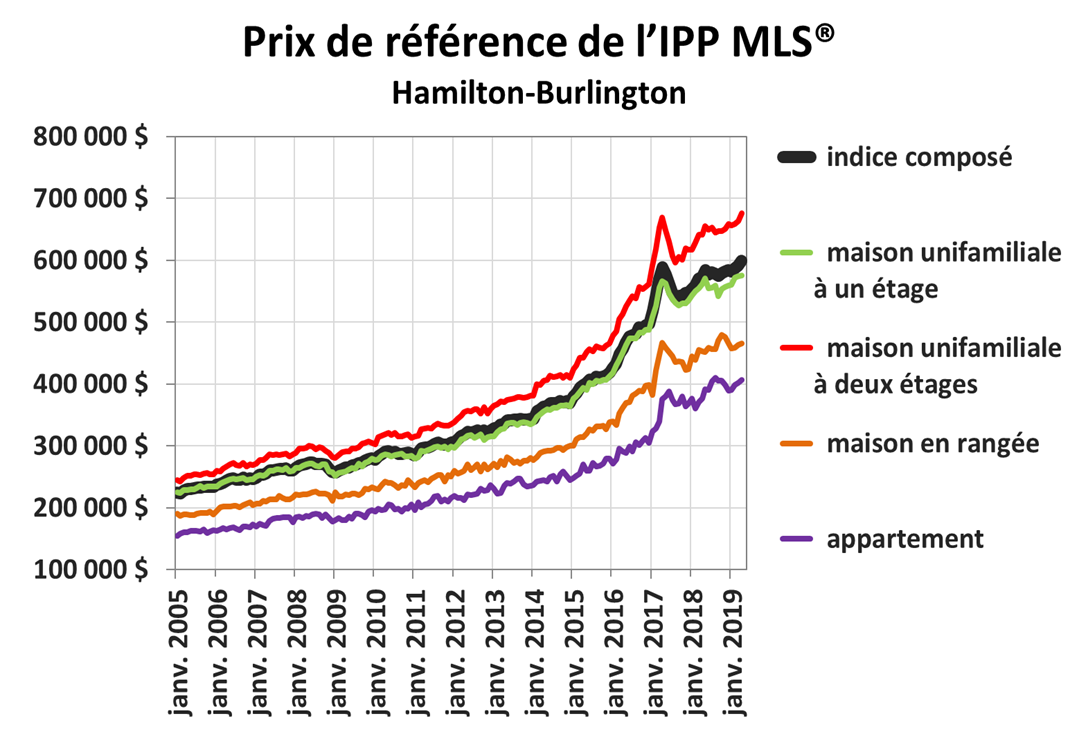 Prix de référence de l’IPP MLS®
Hamilton-Burlington
800 000 $
700 000 $
600 000 $
500 000 $
400 000 $
300 000 $
200 000 $
100 000 $
janv. 2005
janv. 2006
janv. 2007
janv. 2008
janv. 2009
janv. 2010
janv. 2011
janv. 2012
janv. 2013
janv. 2014
janv. 2015
janv. 2016
janv. 2017
janv. 2018
janv. 2019
indice composé
maison unifamiliale
à un étage
maison unifamiliale
à deux étages
maison en rangée
appartement